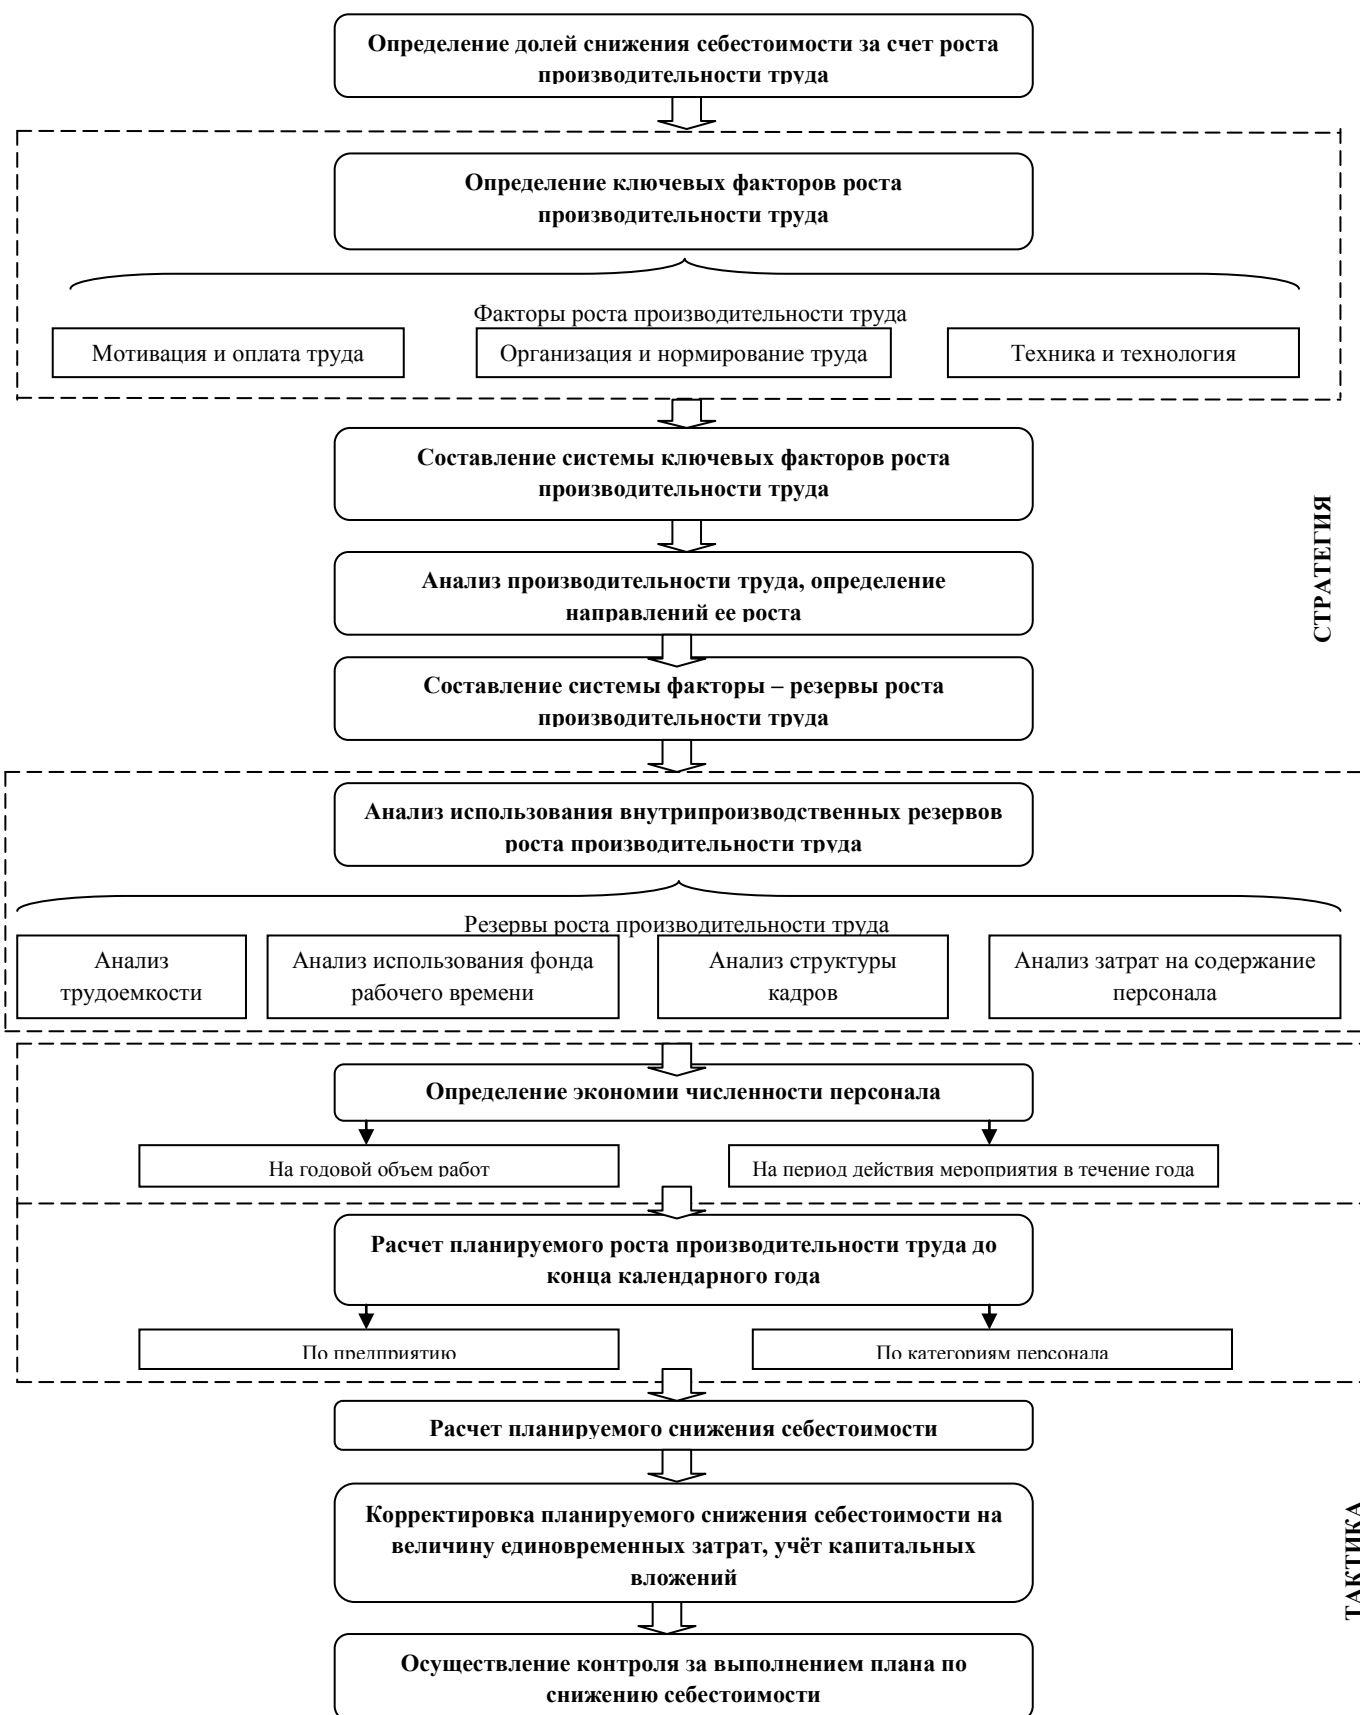 Определение долей снижения себестоимости за счет роста
производительности труда
Определение ключевых факторов роста
производительности труда
Факторы роста производительности труда
Мотивация и оплата труда
Организация и нормирование труда
Техника и технология
Составление системы ключевых факторов роста
производительности труда
Анализ производительности труда, определение
направлений ее роста
СТРАТЕГИЯ
Составление системы факторы – резервы роста
производительности труда
Анализ использования внутрипроизводственных резервов
роста производительности труда
Резервы роста производительности труда
Анализ
трудоемкости
Анализ использования фонда
рабочего времени
Анализ структуры
кадров
Анализ затрат на содержание
персонала
Определение экономии численности персонала
На годовой объем работ
На период действия мероприятия в течение года
Расчет планируемого роста производительности труда до
конца календарного года
По предприятию
По категориям персонала
Расчет планируемого снижения себестоимости
Корректировка планируемого снижения себестоимости на
величину единовременных затрат, учёт капитальных
вложений
ТАКТИКА
Осуществление контроля за выполнением плана по
снижению себестоимости